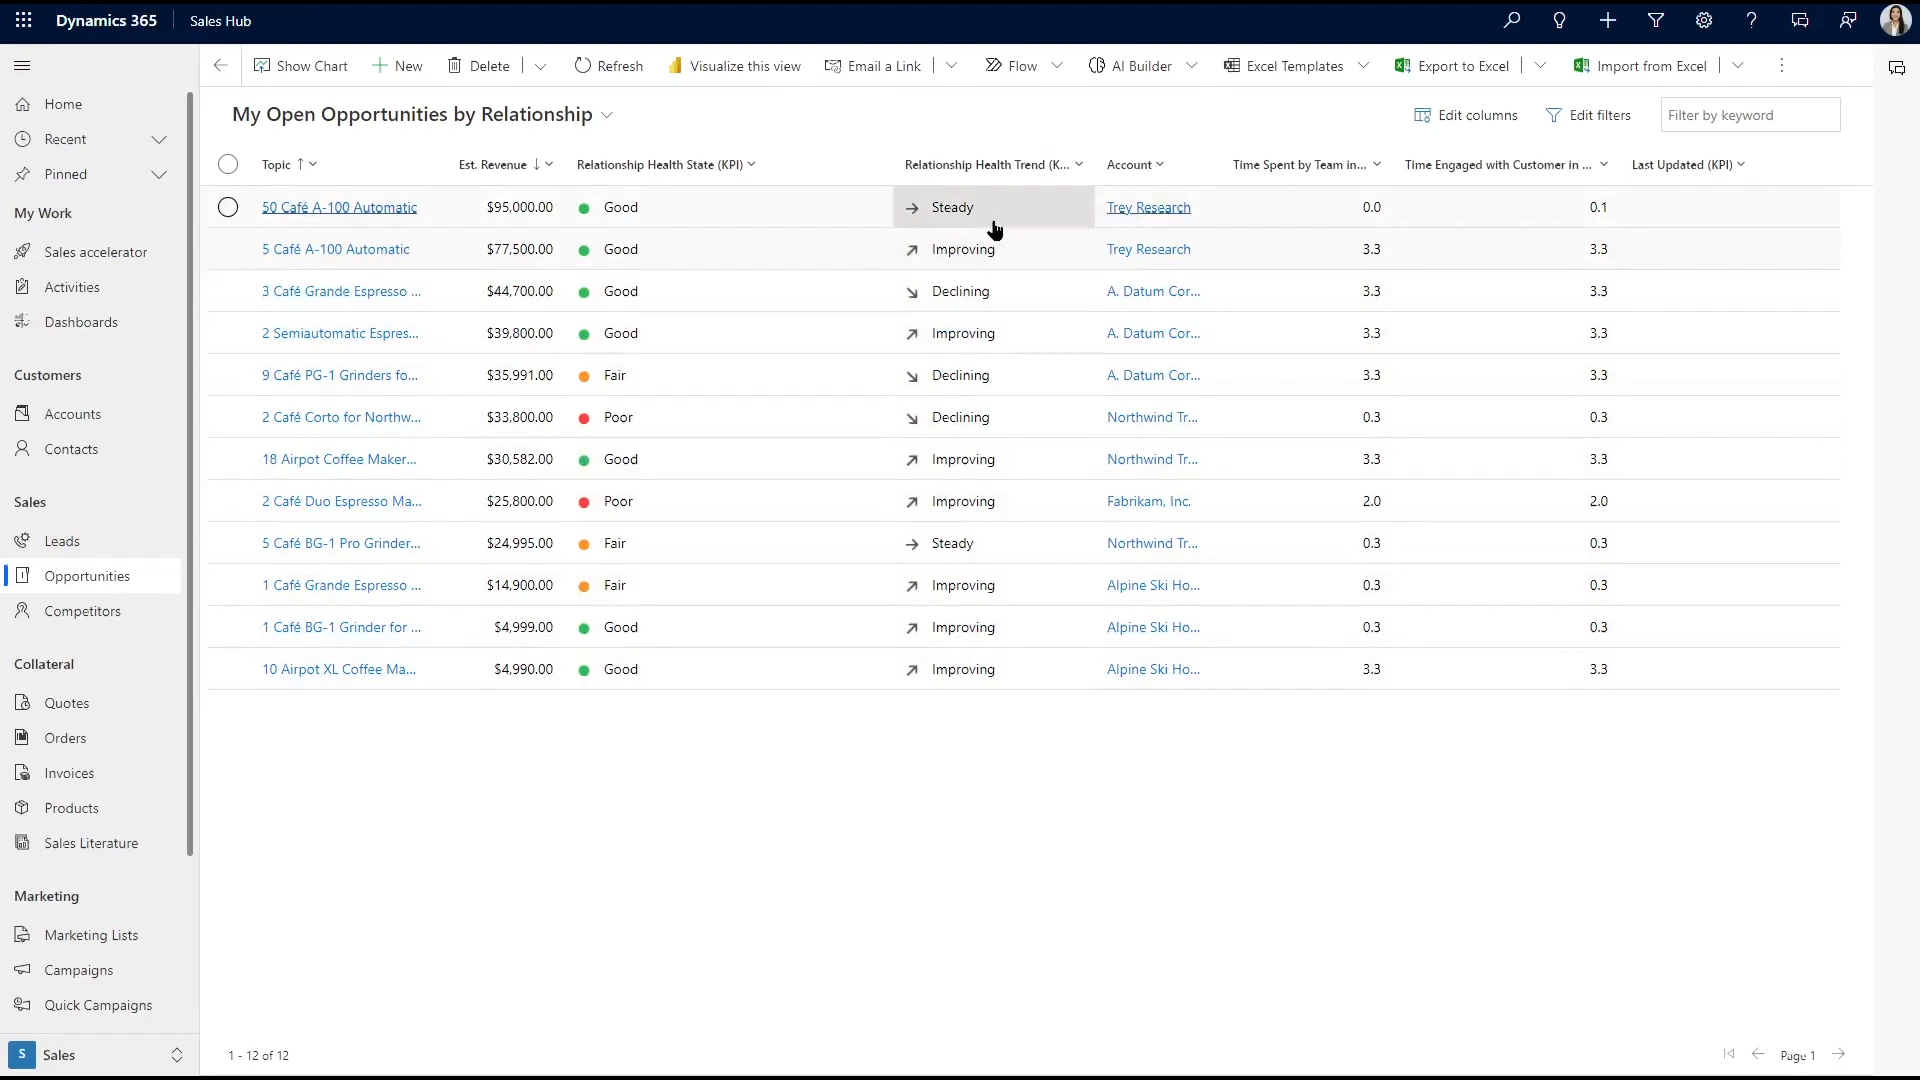 Dynamics 365 Sales Hub
Show Chart New Delete Refresh Visualize this view Email a Link Flow AI Builder Excel Templates Export to Excel Import from Excel
Home
Recent
Pinned
My Work
Sales accelerator
Activities
Dashboards
Customers
Accounts
Contacts
Sales
Leads
Opportunities
Competitors
Collateral
Quotes
Orders
Invoices
Products
Sales Literature
Marketing
Marketing Lists
Campaigns
Quick Campaigns
S Sales
My Open Opportunities by Relationship Edit columns Edit filters Filter by keyword
Topic Est. Revenue Relationship Health State (KPI) Relationship Health Trend (K... Account Time Spent by Team in... Time Engaged with Customer in ... Last Updated (KPI)
50 Café A-100 Automatic $95,000.00 Good Steady Trey Research 0.0 0.1
5 Café A-100 Automatic $77,500.00 Good Improving Trey Research 3.3 3.3
3 Café Grande Espresso ... $44,700.00 Good Declining A. Datum Cor... 3.3 3.3
2 Semiautomatic Espres... $39,800.00 Good Improving A. Datum Cor... 3.3 3.3
9 Café PG-1 Grinders fo... $35,991.00 Fair Declining A. Datum Cor... 3.3 3.3
2 Café Corto for Northw... $33,800.00 Poor Declining Northwind Tr... 0.3 0.3
18 Airpot Coffee Maker... $30,582.00 Good Improving Northwind Tr... 3.3 3.3
2 Café Duo Espresso Ma... $25,800.00 Poor Improving Fabrikam, Inc. 2.0 2.0
5 Café BG-1 Pro Grinder... $24,995.00 Fair Steady Northwind Tr... 0.3 0.3
1 Café Grande Espresso ... $14,900.00 Fair Improving Alpine Ski Ho... 0.3 0.3
1 Café BG-1 Grinder for ... $4,999.00 Good Improving Alpine Ski Ho... 0.3 0.3
10 Airpot XL Coffee Ma... $4,990.00 Good Improving Alpine Ski Ho... 3.3 3.3
1 - 12 of 12 Page 1